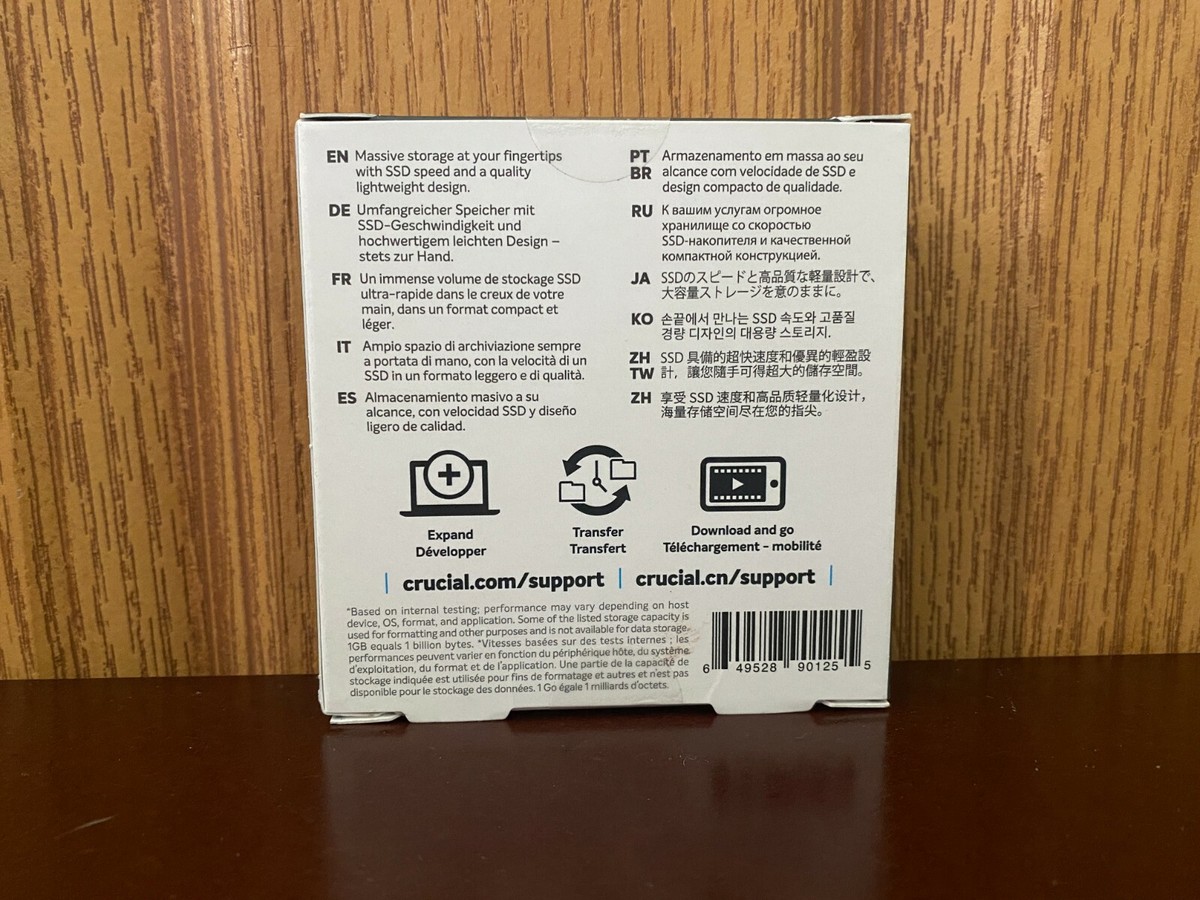 EN Massive storage at your fingertips
with SSD speed and a quality
lightweight design.
DE Umfangreicher Speicher mit
SSD-Geschwindigkeit und
hochwertigem leichten Design –
stets zur Hand.
FR Un immense volume de stockage SSD
ultra-rapide dans le creux de votre
main, dans un format compact et
léger.
IT Ampio spazio di archiviazione sempre
a portata di mano, con la velocità di un
SSD in un formato leggero e di qualità.
ES Almacenamiento masivo a su
alcance, con velocidad SSD y diseño
ligero de calidad.
PT Armazenamento em massa ao seu
BR alcance com velocidade de SSD e
design compacto de qualidade.
RU К вашим услугам огромное
хранилище со скоростью
SSD-накопителя и качественной
компактной конструкцией.
JA SSDのスピードと高品質な軽量設計で、
大容量ストレージを意のままに。
KO 손끝에서 만나는 SSD 속도와 고품질
경량 디자인의 대용량 스토리지.
ZH SSD 具備的超快速度和優異的輕盈設
TW 計，讓您隨手可得超大的儲存空間。
ZH 享受 SSD 速度和高品质轻量化设计，
海量存储空间尽在您的指尖。
Expand
Développer
Transfer
Transfert
Download and go
Téléchargement - mobilité
crucial.com/support | crucial.cn/support
*Based on internal testing; performance may vary depending on host
device, OS, format, and application. Some of the listed storage capacity is
used for formatting and other purposes and is not available for data storage.
1GB equals 1 billion bytes. *Vitesses basées sur des tests internes ; les
performances peuvent varier en fonction du périphérique hôte, du système
d'exploitation, du format et de l'application. Une partie de la capacité de
stockage indiquée est utilisée pour fins de formatage et autres et n'est pas
disponible pour le stockage des données. 1 Go égale 1 milliards d'octets.
6 49528 90125 5